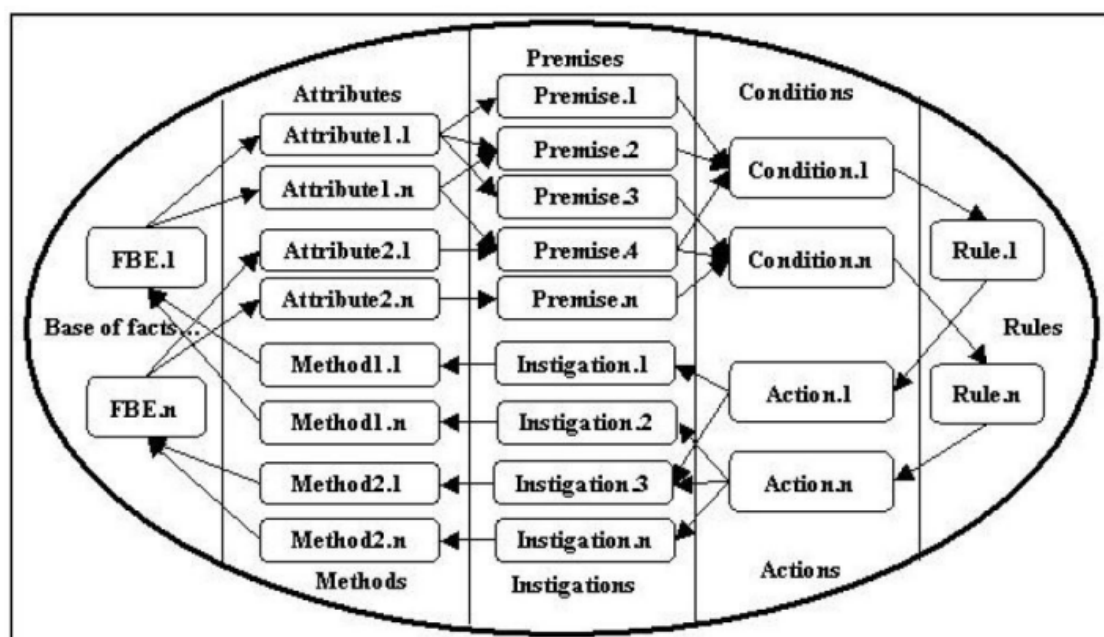 Premises
Attributes
Conditions
Premise.1
Attribute1.1
Premise.2
Condition.1
Attribute1.n
Premise.3
FBE.1
Attribute2.1
Premise.4
Condition.n
Rule.1
Attribute2.n
Premise.n
Base of facts...
Rules
Method1.1
Instigation.1
FBE.n
Action.1
Rule.n
Method1.n
Instigation.2
Method2.1
Instigation.3
Action.n
Method2.n
Instigation.n
Methods
Instigations
Actions